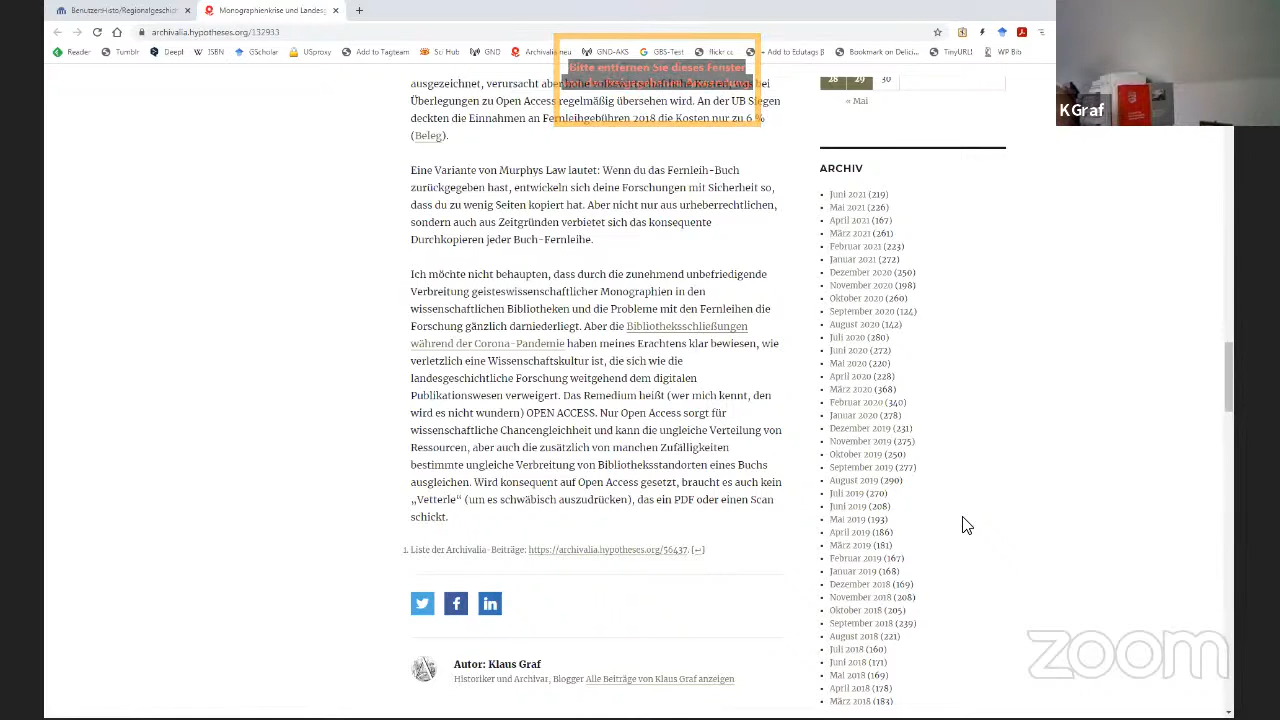 BenutzerHisto/Regionalgeschich
Monographienkrise und Landesg
archivalia.hypotheses.org/132933
Reader
Tumblr
Deepl
ISBN
GScholar
USproxy
Add to Tagteam
Sci Hub
GND
Archivalia neu
GND-AKS
GBS-Test
flickr cc
Add to Edutags
Bookmark on Delici...
TinyURL!
WP Bib
Bitte entfernen Sie dieses Fenster
ausgezeichnet, verursacht aber hohe volkswirtschaftliche Kosten, was bei
Überlegungen zu Open Access regelmäßig übersehen wird. An der UB Siegen
deckten die Einnahmen an Fernleihgebühren 2018 die Kosten nur zu 6 %
(Beleg).
Eine Variante von Murphys Law lautet: Wenn du das Fernleih-Buch
zurückgegeben hast, entwickeln sich deine Forschungen mit Sicherheit so,
dass du zu wenig Seiten kopiert hat. Aber nicht nur aus urheberrechtlichen,
sondern auch aus Zeitgründen verbietet sich das konsequente
Durchkopieren jeder Buch-Fernleihe.
Ich möchte nicht behaupten, dass durch die zunehmend unbefriedigende
Verbreitung geisteswissenschaftlicher Monographien in den
wissenschaftlichen Bibliotheken und die Probleme mit den Fernleihen die
Forschung gänzlich darniederliegt. Aber die Bibliotheksschließungen
während der Corona-Pandemie haben meines Erachtens klar bewiesen, wie
verletzlich eine Wissenschaftskultur ist, die sich wie die
landesgeschichtliche Forschung weitgehend dem digitalen
Publikationswesen verweigert. Das Remedium heißt (wer mich kennt, den
wird es nicht wundern) OPEN ACCESS. Nur Open Access sorgt für
wissenschaftliche Chancengleichheit und kann die ungleiche Verteilung von
Ressourcen, aber auch die zusätzlich von manchen Zufälligkeiten
bestimmte ungleiche Verbreitung von Bibliotheksstandorten eines Buchs
ausgleichen. Wird konsequent auf Open Access gesetzt, braucht es auch kein
„Vetterle“ (um es schwäbisch auszudrücken), das ein PDF oder einen Scan
schickt.
1. Liste der Archivalia-Beiträge: https://archivalia.hypotheses.org/56437. [↩]
Autor: Klaus Graf
Historiker und Archivar, Blogger Alle Beiträge von Klaus Graf anzeigen
28 29 30
« Mai
ARCHIV
Juni 2021 (219)
Mai 2021 (226)
April 2021 (167)
März 2021 (261)
Februar 2021 (223)
Januar 2021 (272)
Dezember 2020 (250)
November 2020 (198)
Oktober 2020 (260)
September 2020 (124)
August 2020 (142)
Juli 2020 (280)
Juni 2020 (272)
Mai 2020 (220)
April 2020 (228)
März 2020 (368)
Februar 2020 (340)
Januar 2020 (278)
Dezember 2019 (231)
November 2019 (275)
Oktober 2019 (250)
September 2019 (277)
August 2019 (290)
Juli 2019 (270)
Juni 2019 (208)
Mai 2019 (193)
April 2019 (186)
März 2019 (181)
Februar 2019 (167)
Januar 2019 (168)
Dezember 2018 (169)
November 2018 (208)
Oktober 2018 (205)
September 2018 (239)
August 2018 (221)
Juli 2018 (160)
Juni 2018 (171)
Mai 2018 (169)
April 2018 (178)
März 2018 (183)
KGraf
zoom